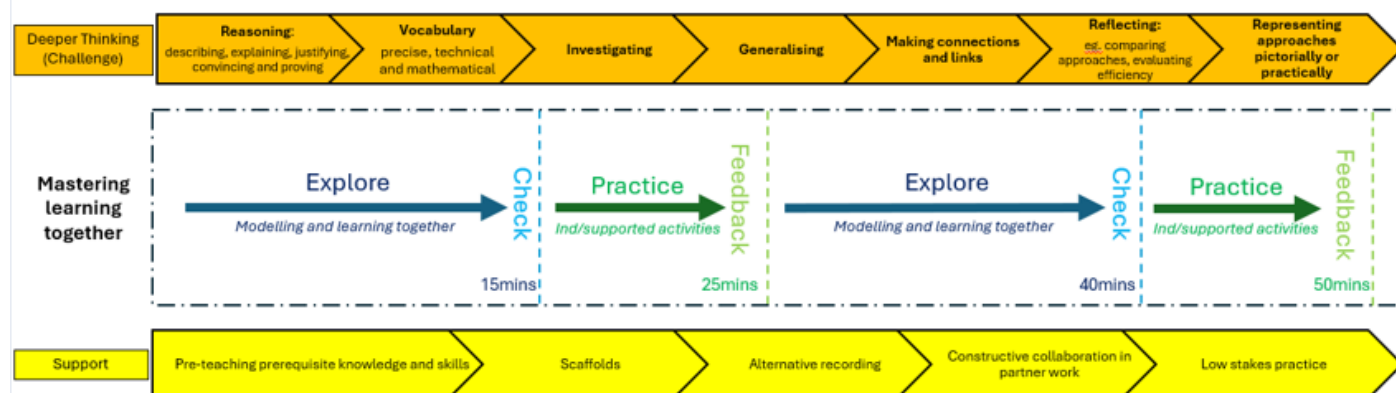 Deeper Thinking
(Challenge)
Reasoning:
describing, explaining, justifying,
convincing and proving
Vocabulary
precise, technical
and mathematical
Investigating
Generalising
Making connections
and links
Reflecting:
eg. comparing
approaches, evaluating
efficiency
Representing
approaches
pictorially or
practically
Mastering
learning
together
Explore
Modelling and learning together
Check
15mins
Practice
Ind/supported activities
Feedback
25mins
Explore
Modelling and learning together
Check
40mins
Practice
Ind/supported activities
Feedback
50mins
Support
Pre-teaching prerequisite knowledge and skills
Scaffolds
Alternative recording
Constructive collaboration in
partner work
Low stakes practice